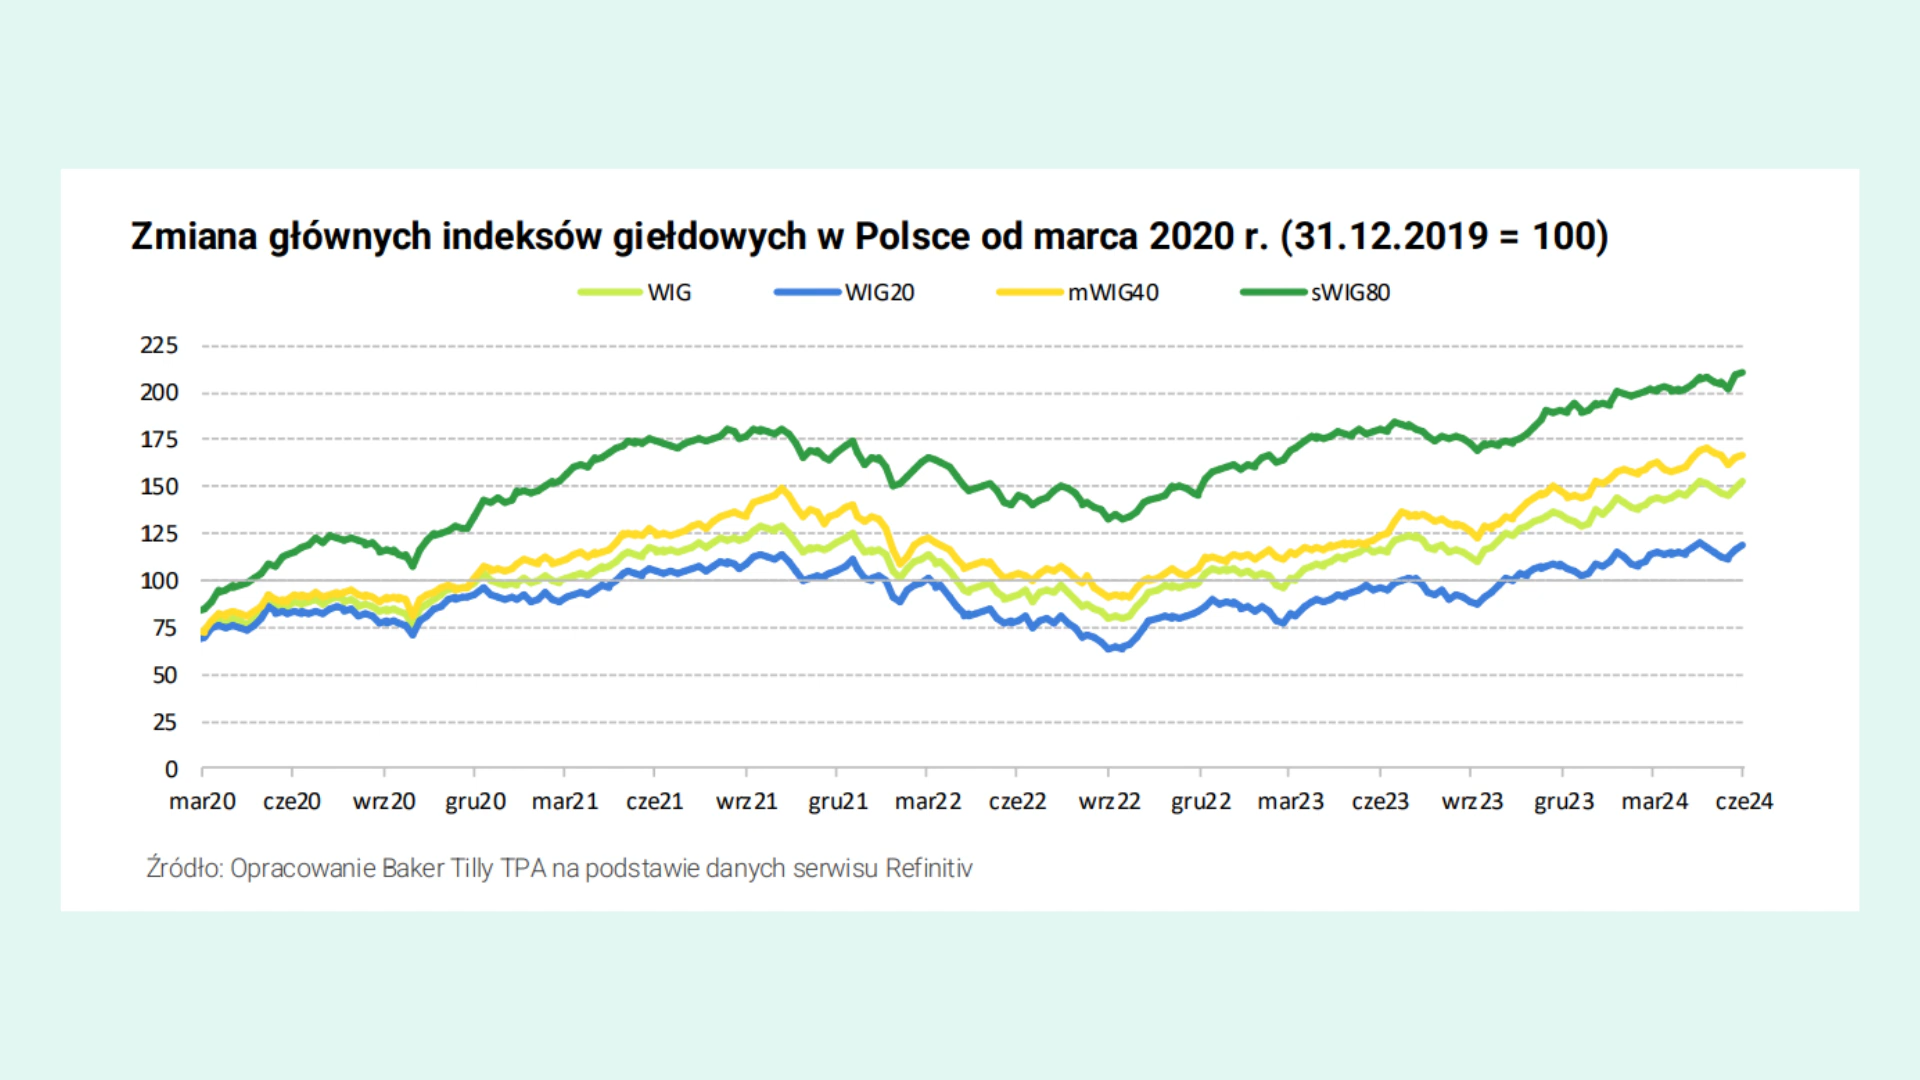 Zmiana głównych indeksów giełdowych w Polsce od marca 2020 r. (31.12.2019 = 100)
WIG WIG20 mWIG40 sWIG80
225
200
175
150
125
100
75
50
25
0
mar20 cze20 wrz20 gru20 mar21 cze21 wrz21 gru21 mar22 cze22 wrz22 gru22 mar23 cze23 wrz23 gru23 mar24 cze24
Źródło: Opracowanie Baker Tilly TPA na podstawie danych serwisu Refinitiv